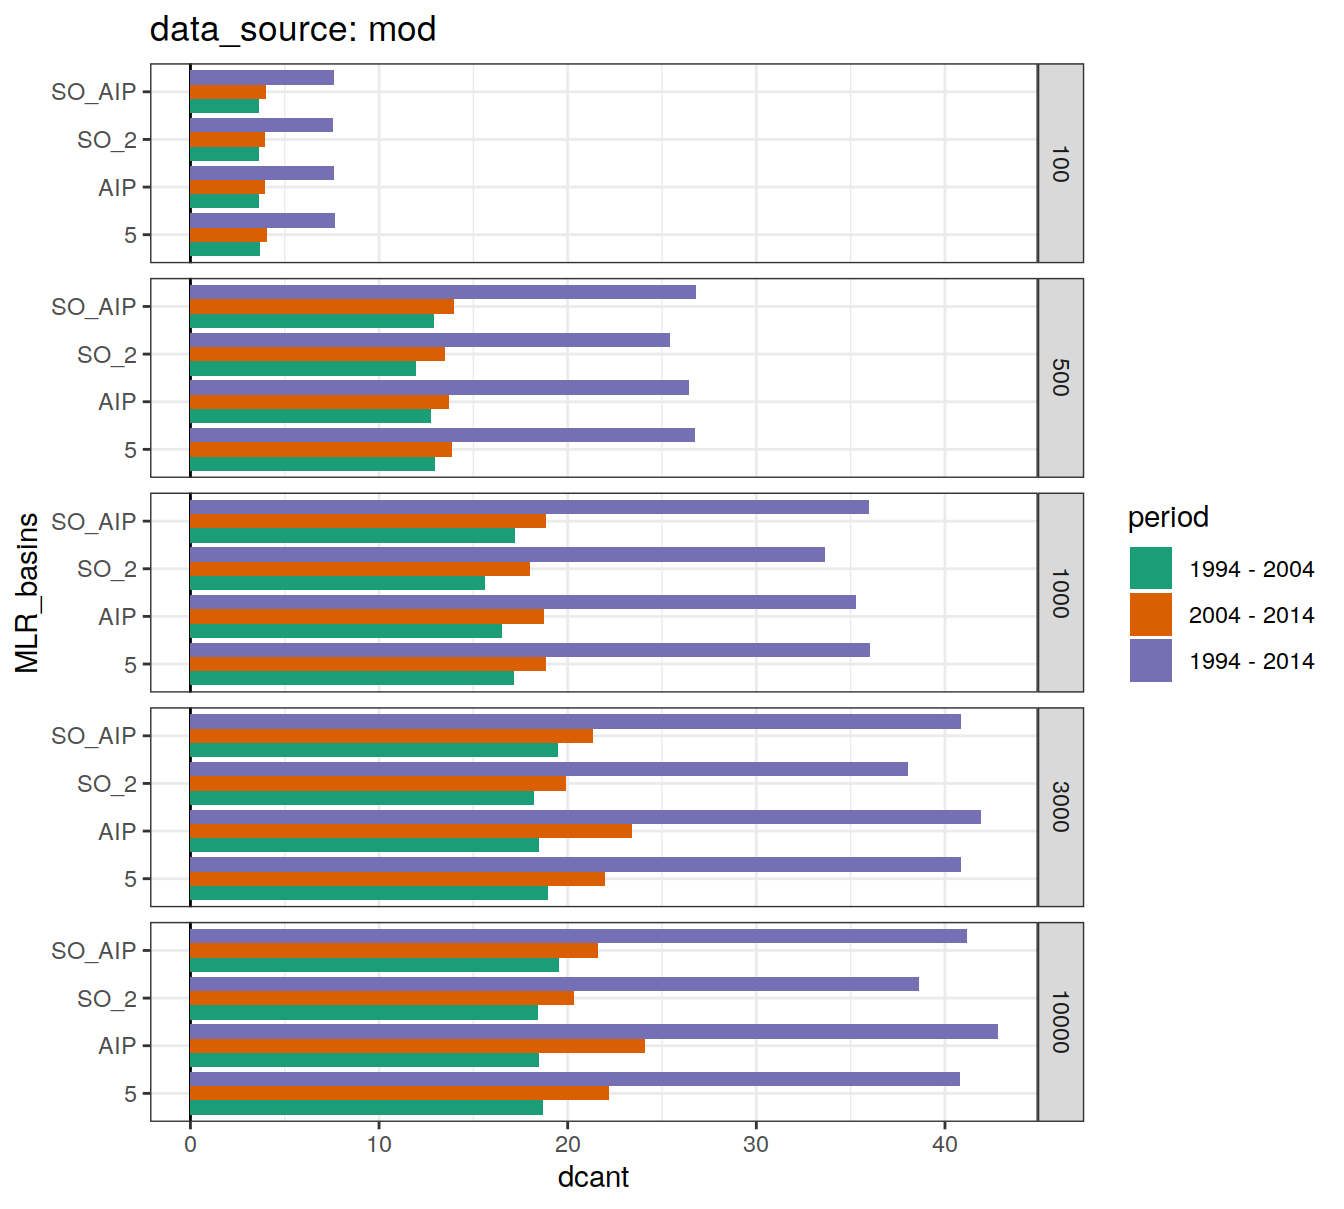 data_source: mod
SO_AIP
SO_2
AIP
5
100
SO_AIP
SO_2
AIP
5
500
SO_AIP
SO_2
AIP
5
1000
SO_AIP
SO_2
AIP
5
3000
SO_AIP
SO_2
AIP
5
10000
MLR_basins
0 10 20 30 40
dcant
period
1994 - 2004
2004 - 2014
1994 - 2014